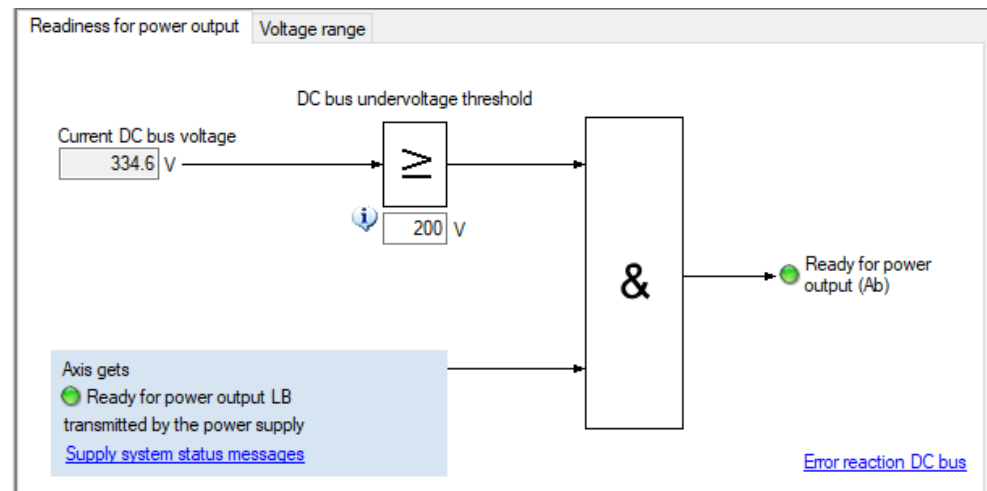 Readiness for power output
Voltage range
DC bus undervoltage threshold
Current DC bus voltage
334.6 V
≥
200 V
&
Ready for power
output (Ab)
Axis gets
Ready for power output LB
transmitted by the power supply
Supply system status messages
Error reaction DC bus